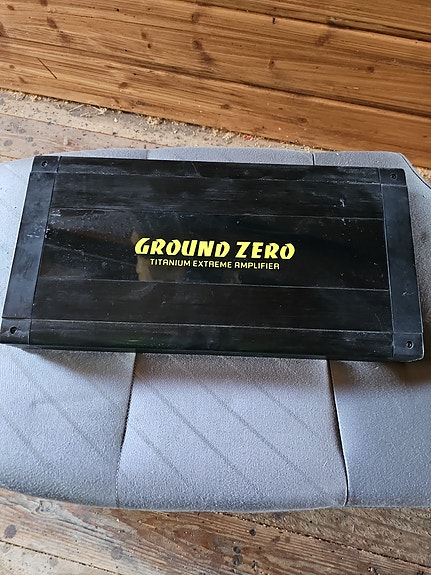 GROUND ZERO
TITANIUM EXTREME AMPLIFIER